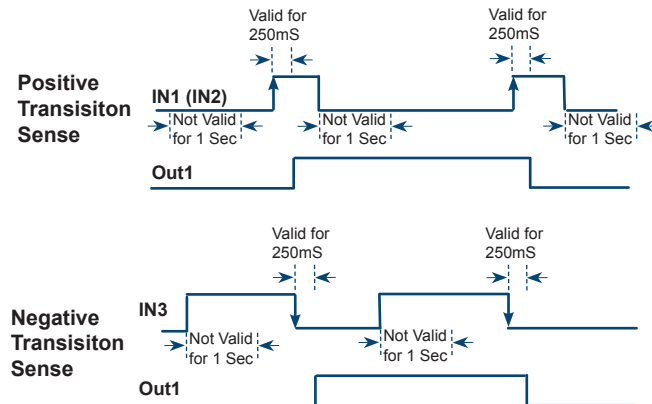 Valid for
250mS
Valid for
250mS
Positive
Transisiton
Sense
IN1 (IN2)
Not Valid
for 1 Sec
Not Valid
for 1 Sec
Not Valid
for 1 Sec
Out1
Valid for
250mS
Valid for
250mS
Negative
Transisiton
Sense
IN3
Not Valid
for 1 Sec
Not Valid
for 1 Sec
Out1